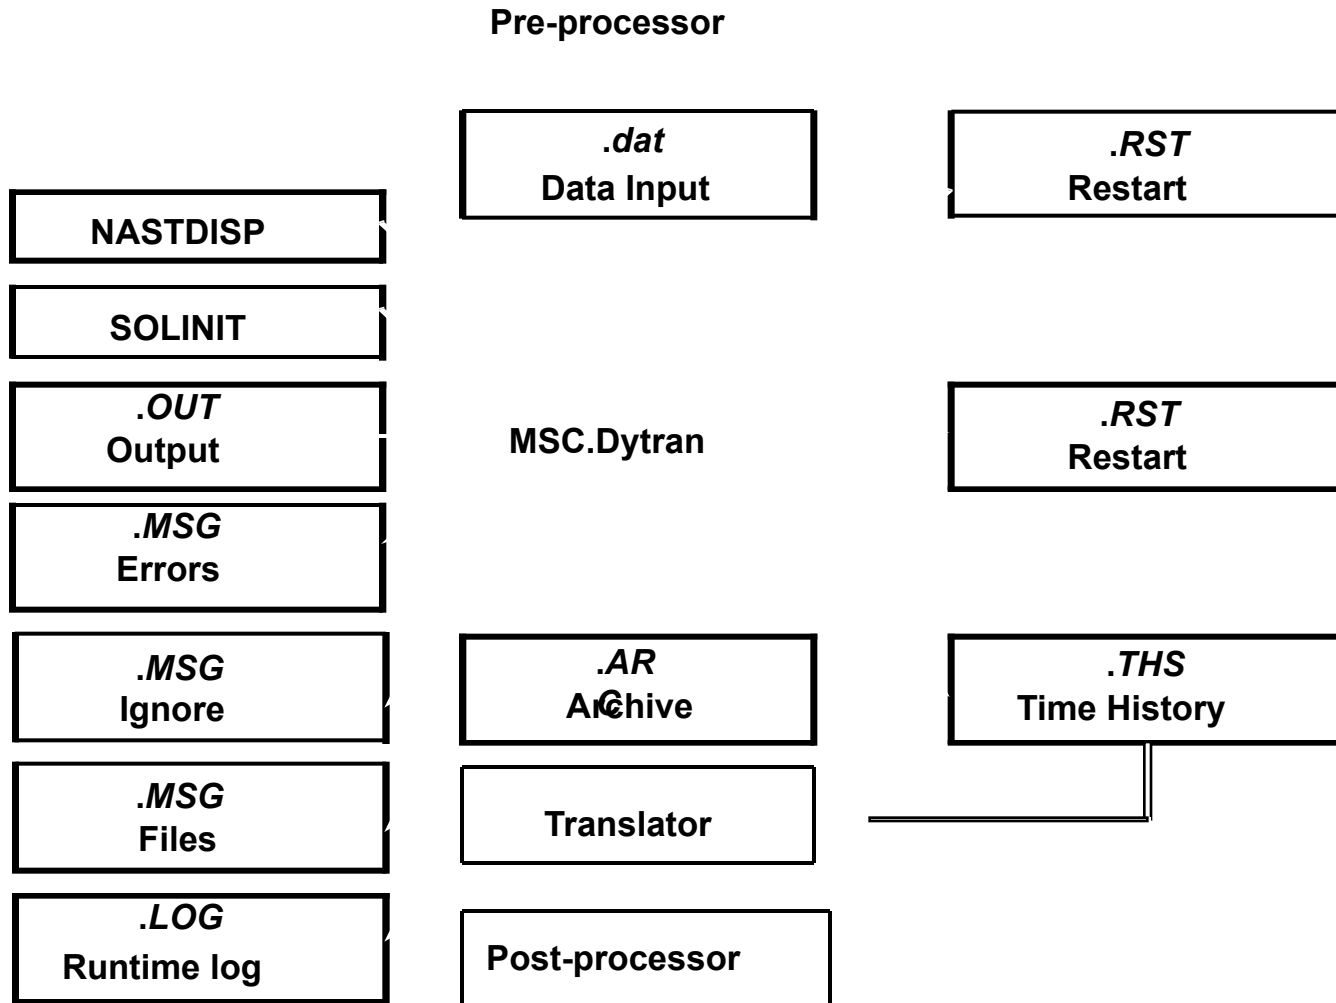 Pre-processor
.dat
Data Input
.RST
Restart
NASTDISP
SOLINIT
.OUT
Output
MSC.Dytran
.RST
Restart
.MSG
Errors
.MSG
Ignore
.AR
C
Archive
.THS
Time History
.MSG
Files
Translator
.LOG
Runtime log
Post-processor